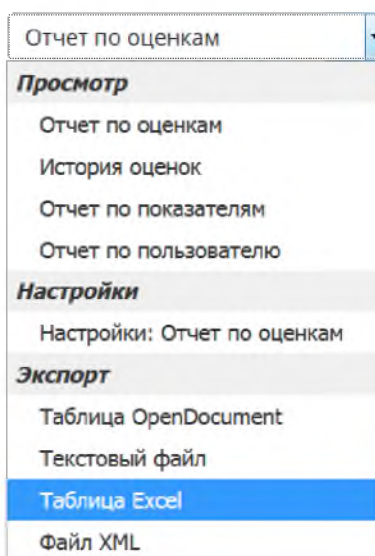 Отчет по оценкам
Просмотр
Отчет по оценкам
История оценок
Отчет по показателям
Отчет по пользователю
Настройки
Настройки: Отчет по оценкам
Экспорт
Таблица OpenDocument
Текстовый файл
Таблица Excel
Файл XML